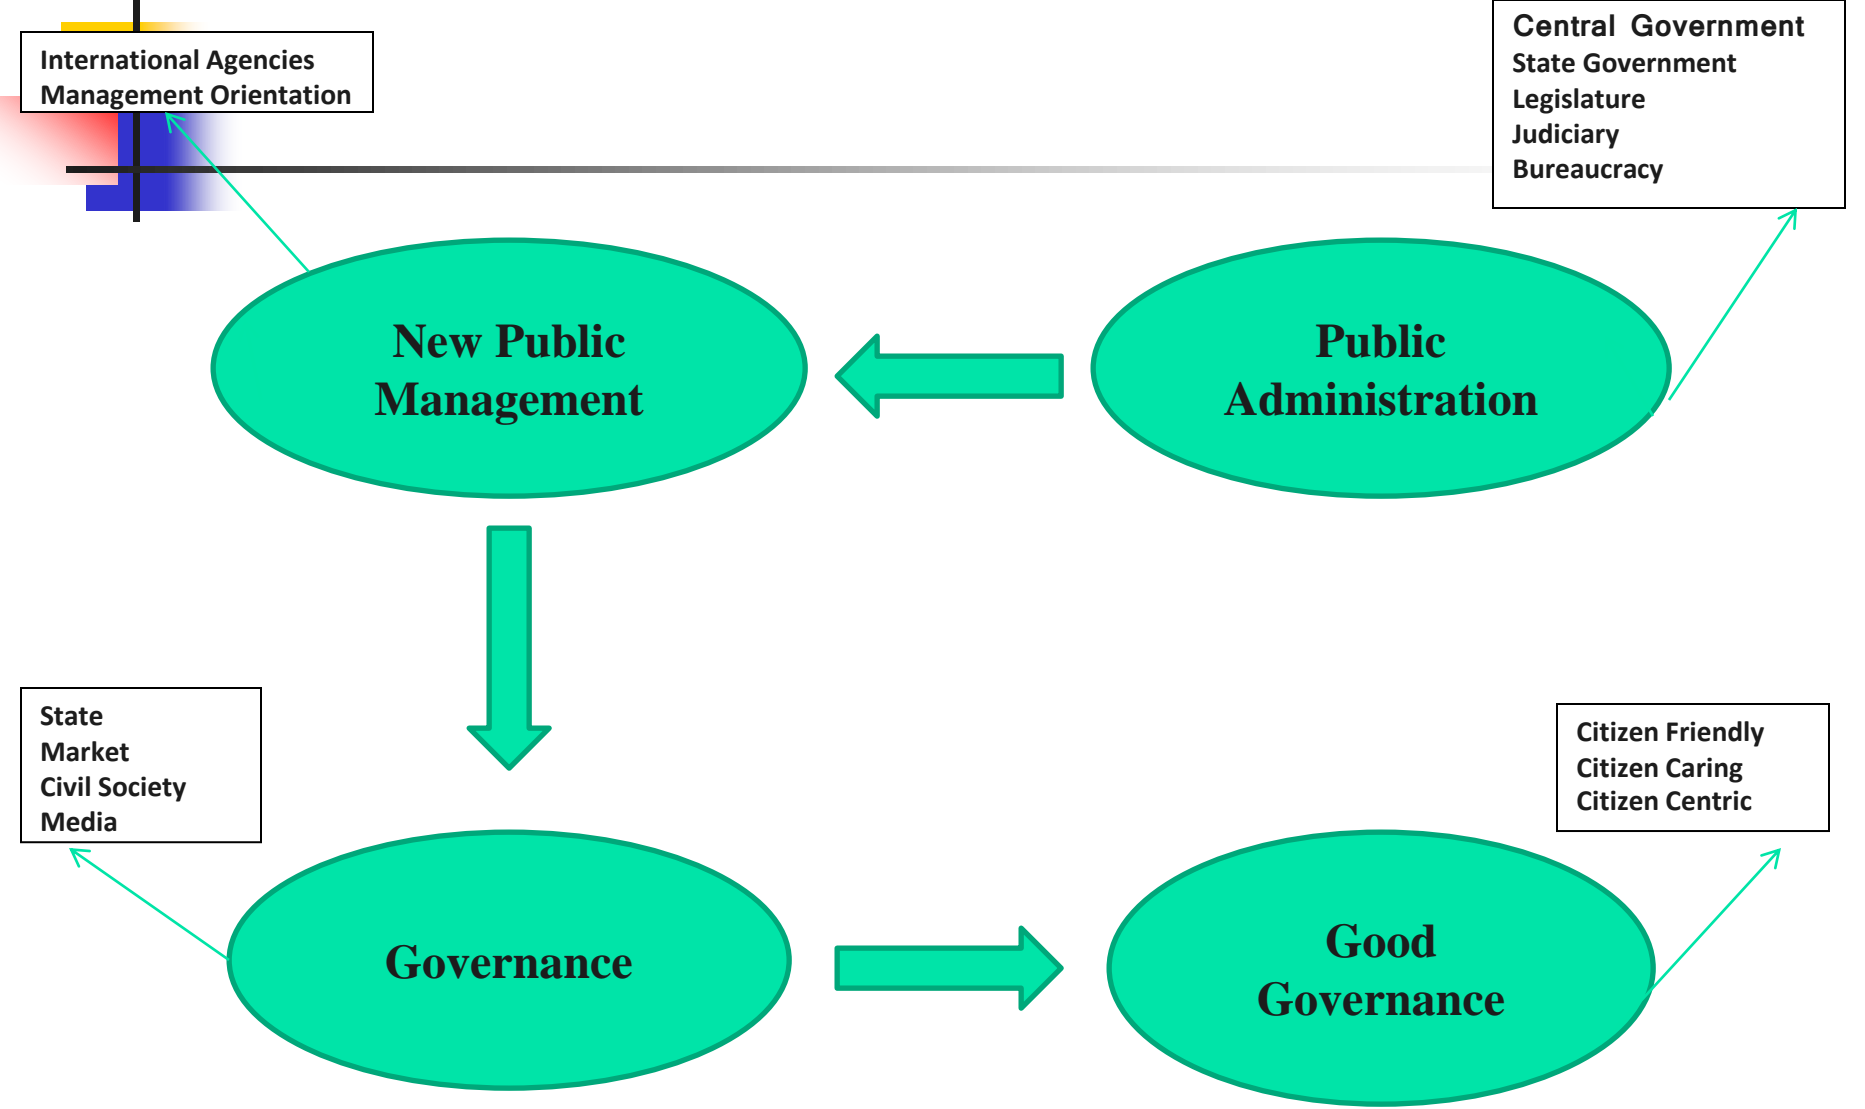 International Agencies
Management Orientation
Central Government
State Government
Legislature
Judiciary
Bureaucracy
New Public
Management
Public
Administration
State
Market
Civil Society
Media
Citizen Friendly
Citizen Caring
Citizen Centric
Governance
Good
Governance